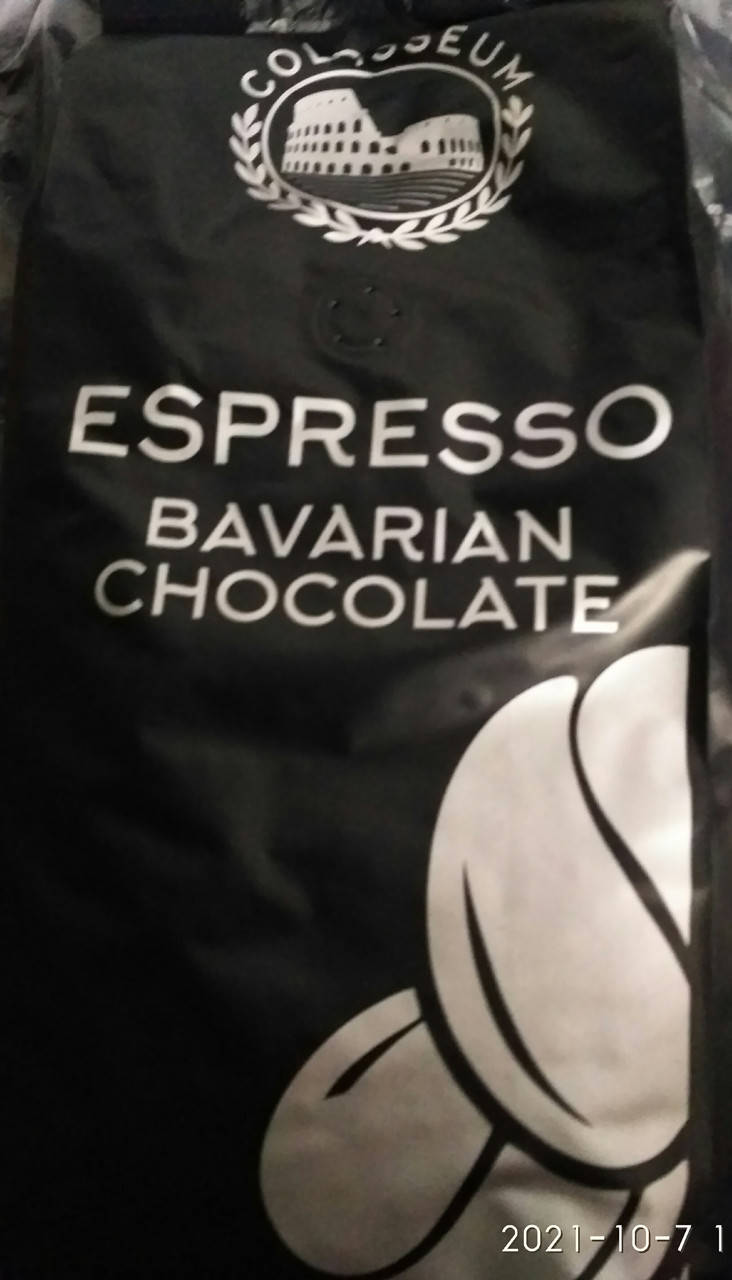 COLOSSEUM
ESPRESSO
BAVARIAN
CHOCOLATE
2021-10-7 1